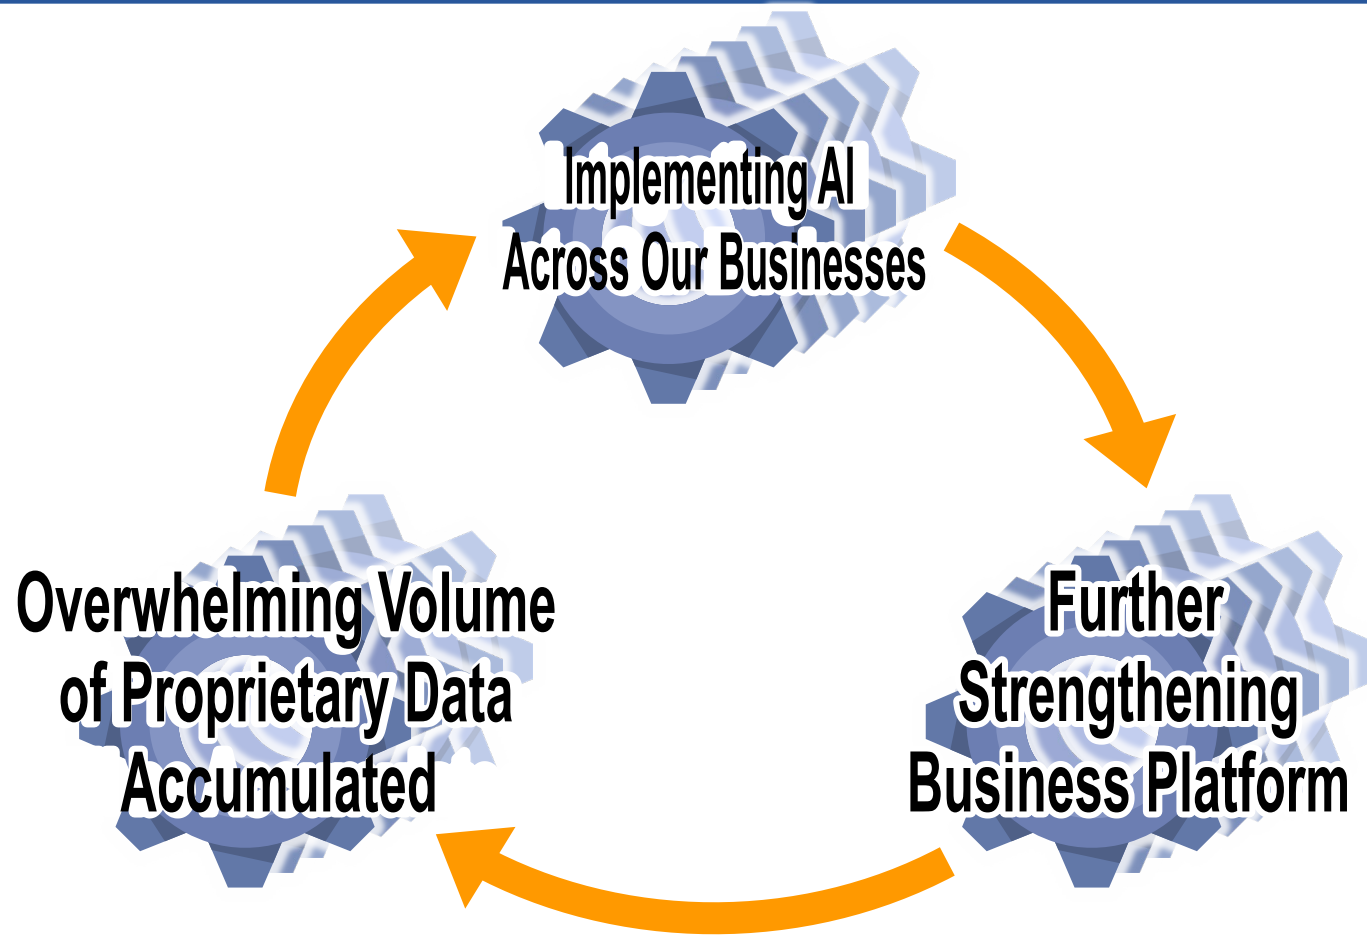 Implementing AI
Across Our Businesses
Overwhelming Volume
of Proprietary Data
Accumulated
Further
Strengthening
Business Platform